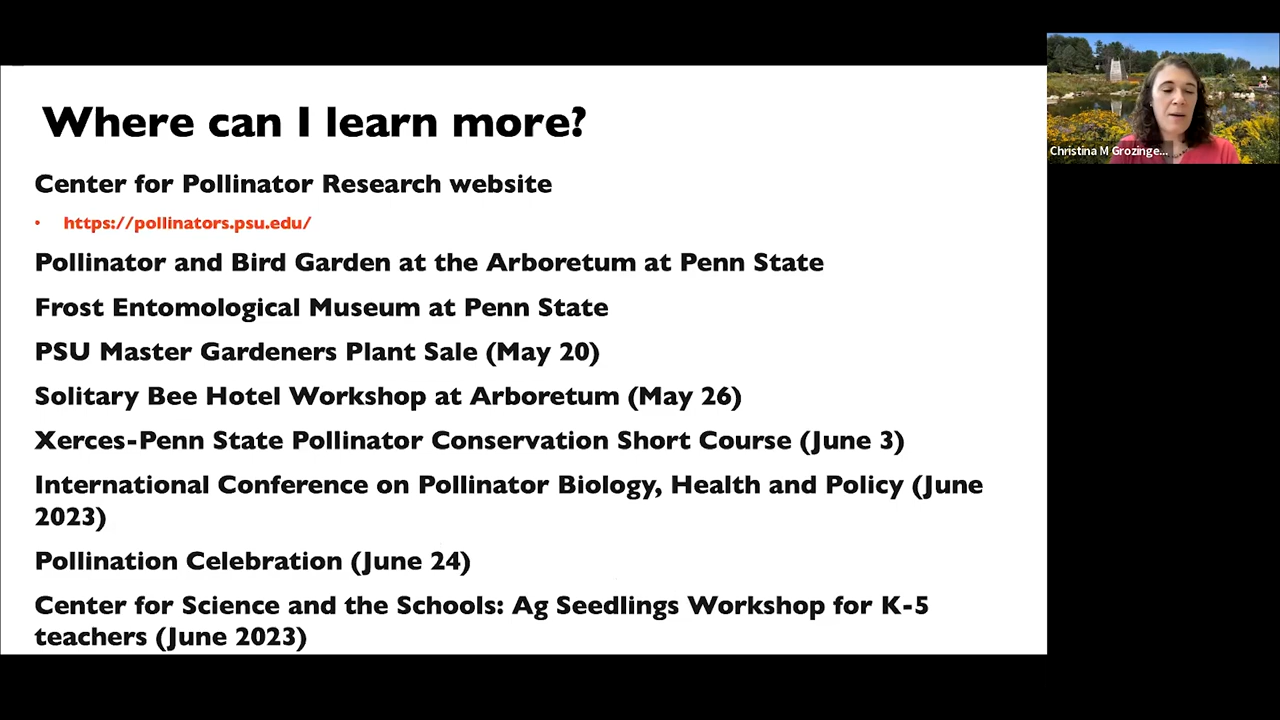 Where can I learn more?
Christina M Grozinge...
Center for Pollinator Research website
• https://pollinators.psu.edu/
Pollinator and Bird Garden at the Arboretum at Penn State
Frost Entomological Museum at Penn State
PSU Master Gardeners Plant Sale (May 20)
Solitary Bee Hotel Workshop at Arboretum (May 26)
Xerces-Penn State Pollinator Conservation Short Course (June 3)
International Conference on Pollinator Biology, Health and Policy (June
2023)
Pollination Celebration (June 24)
Center for Science and the Schools: Ag Seedlings Workshop for K-5
teachers (June 2023)